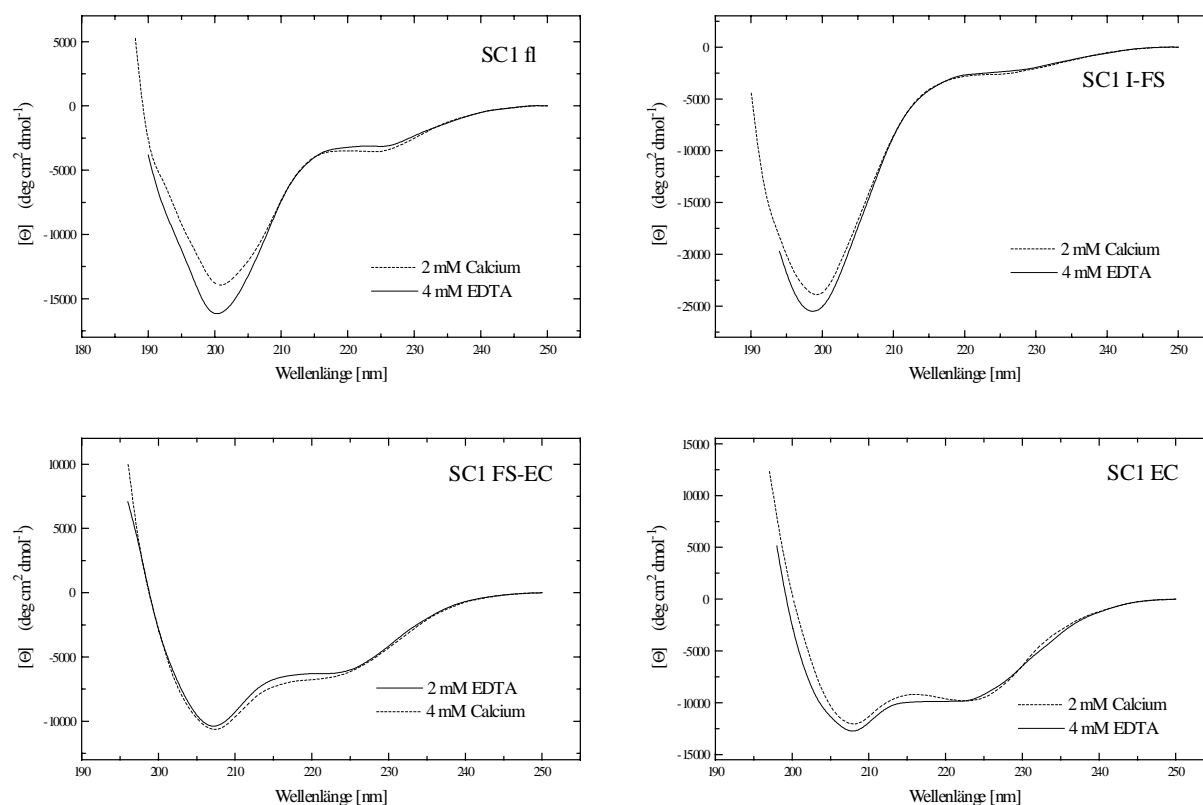 SC1 fl
5000
0
-5000
-10000
-15000
[Θ] (deg cm² dmol⁻¹)
2 mM Calcium
4 mM EDTA
180 190 200 210 220 230 240 250
Wellenlänge [nm]
SC1 I-FS
0
-5000
-10000
-15000
-20000
-25000
[Θ] (deg cm² dmol⁻¹)
2 mM Calcium
4 mM EDTA
190 200 210 220 230 240 250
Wellenlänge [nm]
SC1 FS-EC
10000
5000
0
-5000
-10000
[Θ] (deg cm² dmol⁻¹)
2 mM EDTA
4 mM Calcium
190 200 210 220 230 240 250
Wellenlänge [nm]
SC1 EC
15000
10000
5000
0
-5000
-10000
-15000
[Θ] (deg cm² dmol⁻¹)
2 mM Calcium
4 mM EDTA
190 200 210 220 230 240 250
Wellenlänge [nm]